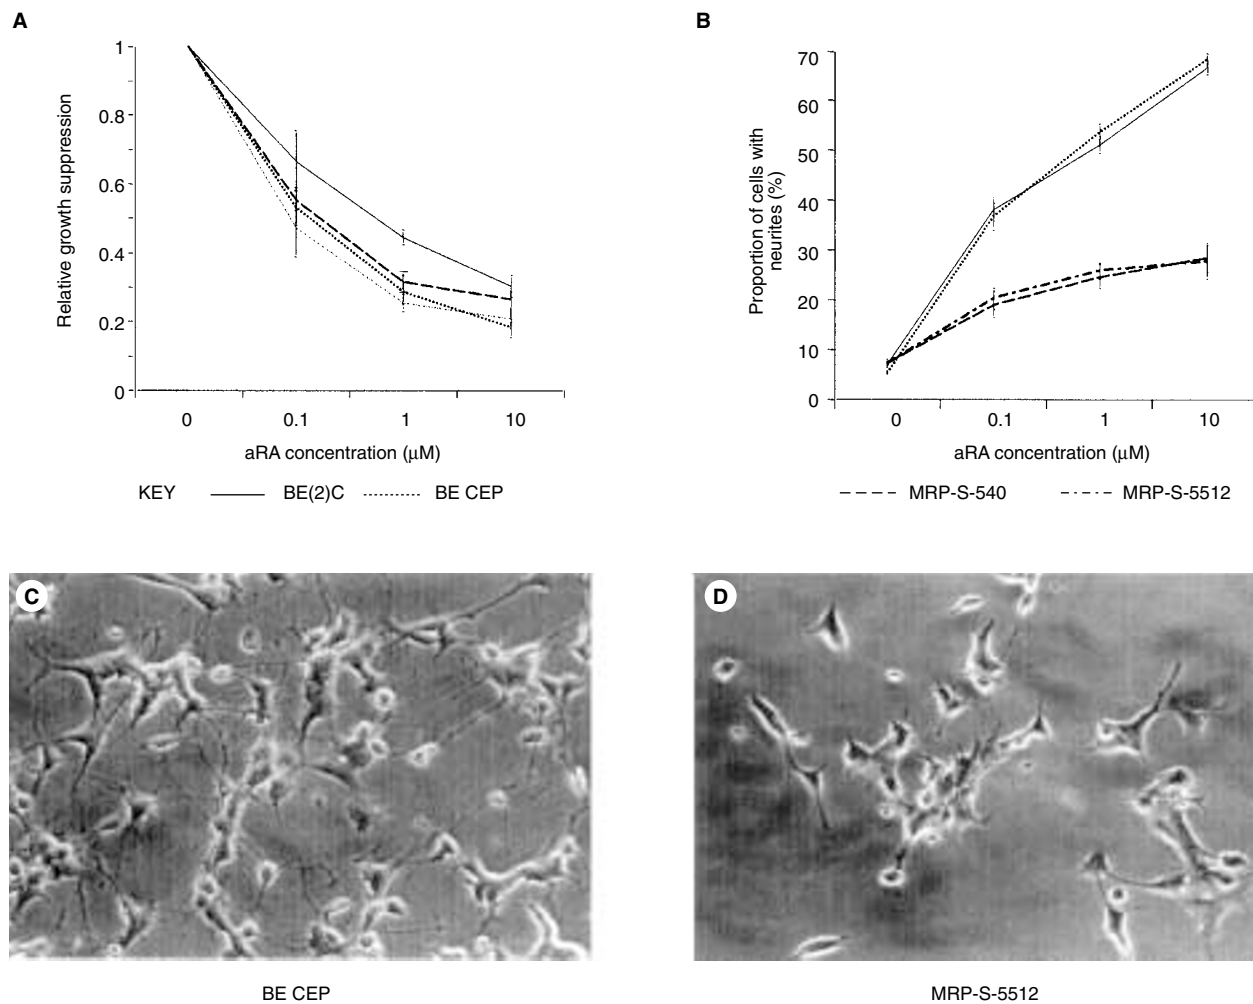 A
Relative growth suppression
1
0.8
0.6
0.4
0.2
0
0 0.1 1 10
aRA concentration (μM)
B
Proportion of cells with
neurites (%)
70
60
50
40
30
20
10
0
0 0.1 1 10
aRA concentration (μM)
KEY BE(2)C BE CEP MRP-S-540 MRP-S-5512
C
BE CEP
D
MRP-S-5512